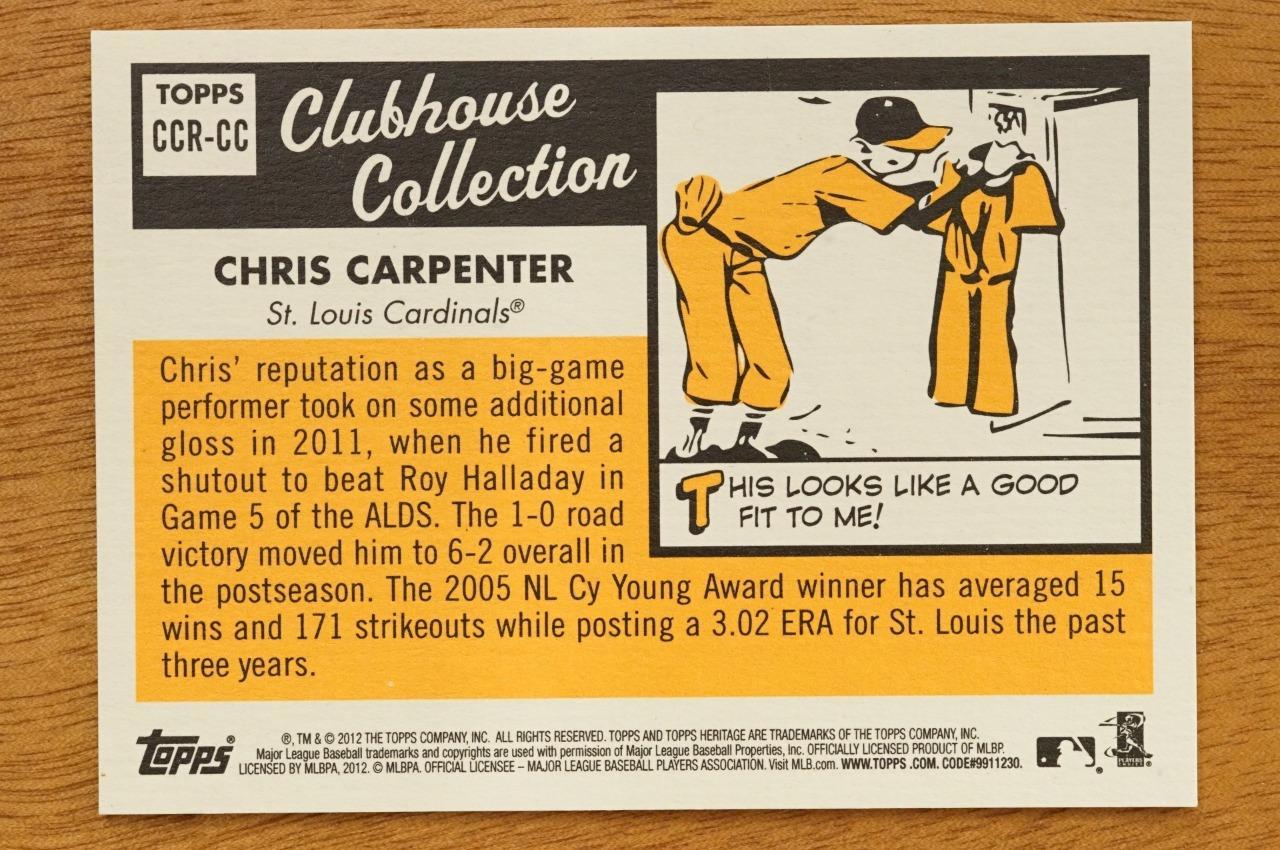 TOPPS
CCR-CC
Clubhouse
Collection
CHRIS CARPENTER
St. Louis Cardinals®
Chris' reputation as a big-game
performer took on some additional
gloss in 2011, when he fired a
shutout to beat Roy Halladay in
Game 5 of the ALDS. The 1-0 road
victory moved him to 6-2 overall in
the postseason. The 2005 NL Cy Young Award winner has averaged 15
wins and 171 strikeouts while posting a 3.02 ERA for St. Louis the past
three years.
THIS LOOKS LIKE A GOOD
FIT TO ME!
topps®
®, TM & © 2012 THE TOPPS COMPANY, INC. ALL RIGHTS RESERVED. TOPPS AND TOPPS HERITAGE ARE TRADEMARKS OF THE TOPPS COMPANY, INC.
Major League Baseball trademarks and copyrights are used with permission of Major League Baseball Properties, Inc. OFFICIALLY LICENSED PRODUCT OF MLBP.
LICENSED BY MLBPA, 2012. © MLBPA. OFFICIAL LICENSEE – MAJOR LEAGUE BASEBALL PLAYERS ASSOCIATION. Visit MLB.com. WWW.TOPPS .COM. CODE#9911230.
PLAYERS
CHOICE